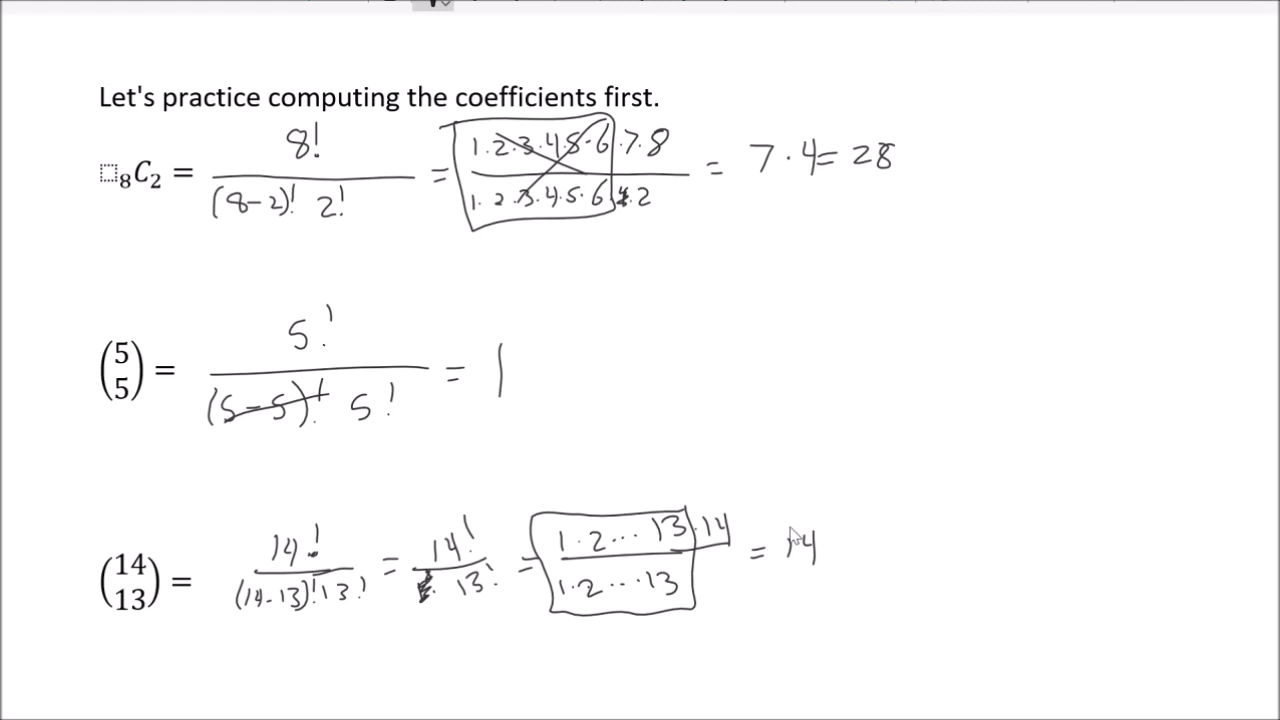 Let's practice computing the coefficients first.
₈C₂ = 8! / (8-2)! 2! = 1·2·3·4·5·6·7·8 / 1·2·3·4·5·6·1·2 = 7·4 = 28
(5 5) = 5! / (5-5)! 5! = 1
(14 13) = 14! / (14-13)! 13! = 14! / 13! = 1·2···13·14 / 1·2···13 = 14